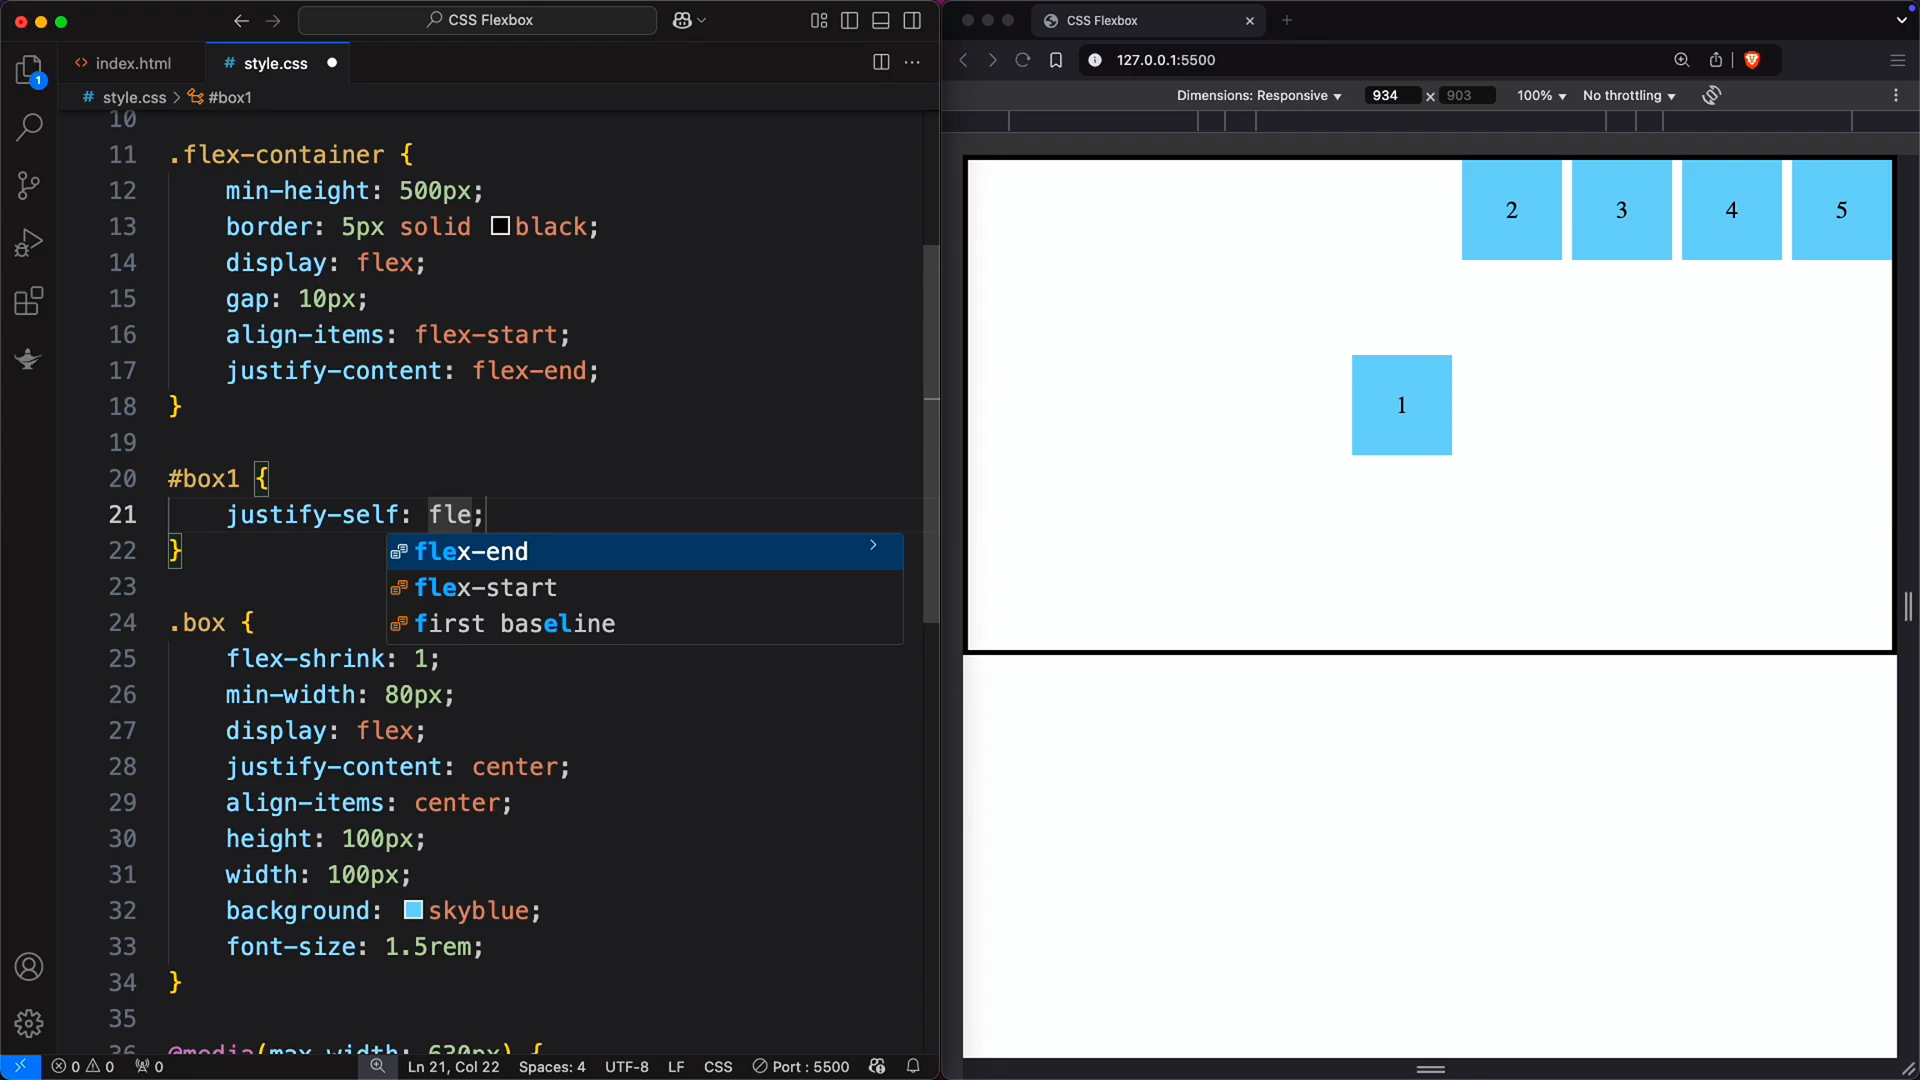 CSS Flexbox
index.html
# style.css
# style.css > #box1
1
10
11 .flex-container {
12 min-height: 500px;
13 border: 5px solid black;
14 display: flex;
15 gap: 10px;
16 align-items: flex-start;
17 justify-content: flex-end;
18 }
19
20 #box1 {
21 justify-self: fle;
22 }
flex-end
flex-start
first baseline
23
24 .box {
25 flex-shrink: 1;
26 min-width: 80px;
27 display: flex;
28 justify-content: center;
29 align-items: center;
30 height: 100px;
31 width: 100px;
32 background: skyblue;
33 font-size: 1.5rem;
34 }
35
36 @media(max-width: 630px) {
0 0 0 Ln 21, Col 22 Spaces: 4 UTF-8 LF CSS Port : 5500
CSS Flexbox
127.0.0.1:5500
Dimensions: Responsive 934 x 903 100% No throttling
2 3 4 5
1